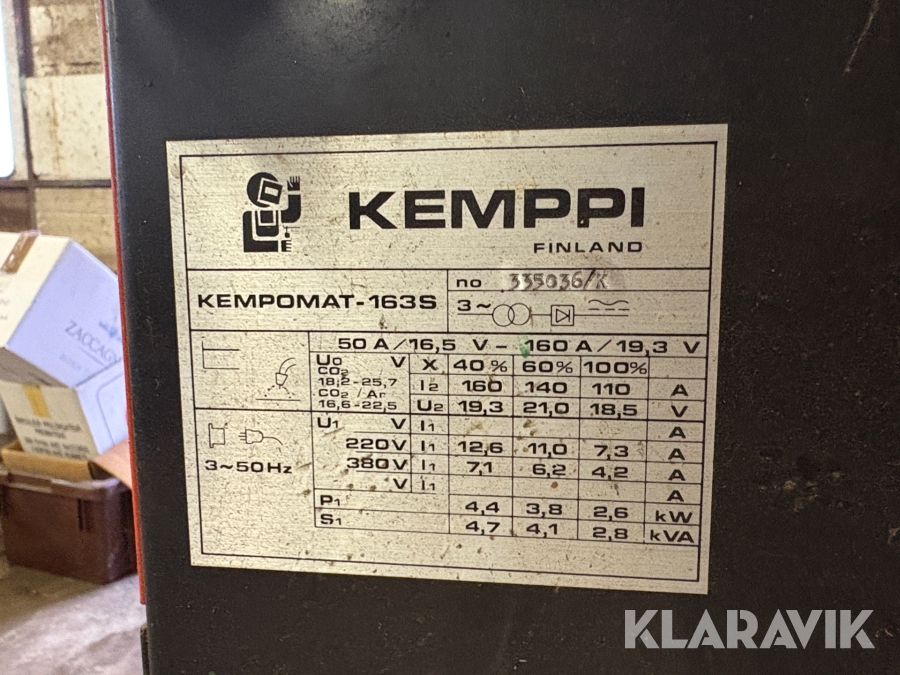 KEMPPI
FINLAND
KEMPOMAT-163S
no 335036/K
3~
50 A/16,5 V - 160 A/19,3 V
U0 V X 40% 60% 100%
CO2
18,2-25,7 I2 160 140 110 A
CO2/Ar
16,6-22,5 U2 19,3 21,0 18,5 V
U1 V I1 A
220V I1 12,6 11,0 7,3 A
3~50Hz 380V I1 7,1 6,2 4,2 A
V I1 A
P1 4,4 3,8 2,6 kW
S1 4,7 4,1 2,8 kVA
KLARAVIK